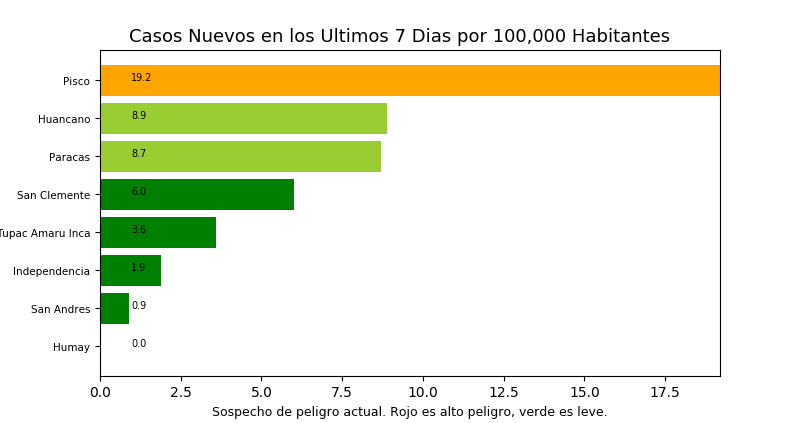 Casos Nuevos en los Ultimos 7 Dias por 100,000 Habitantes
Pisco 19.2
Huancano 8.9
Paracas 8.7
San Clemente 6.0
Tupac Amaru Inca 3.6
Independencia 1.9
San Andres 0.9
Humay 0.0
0.0 2.5 5.0 7.5 10.0 12.5 15.0 17.5
Sospecho de peligro actual. Rojo es alto peligro, verde es leve.